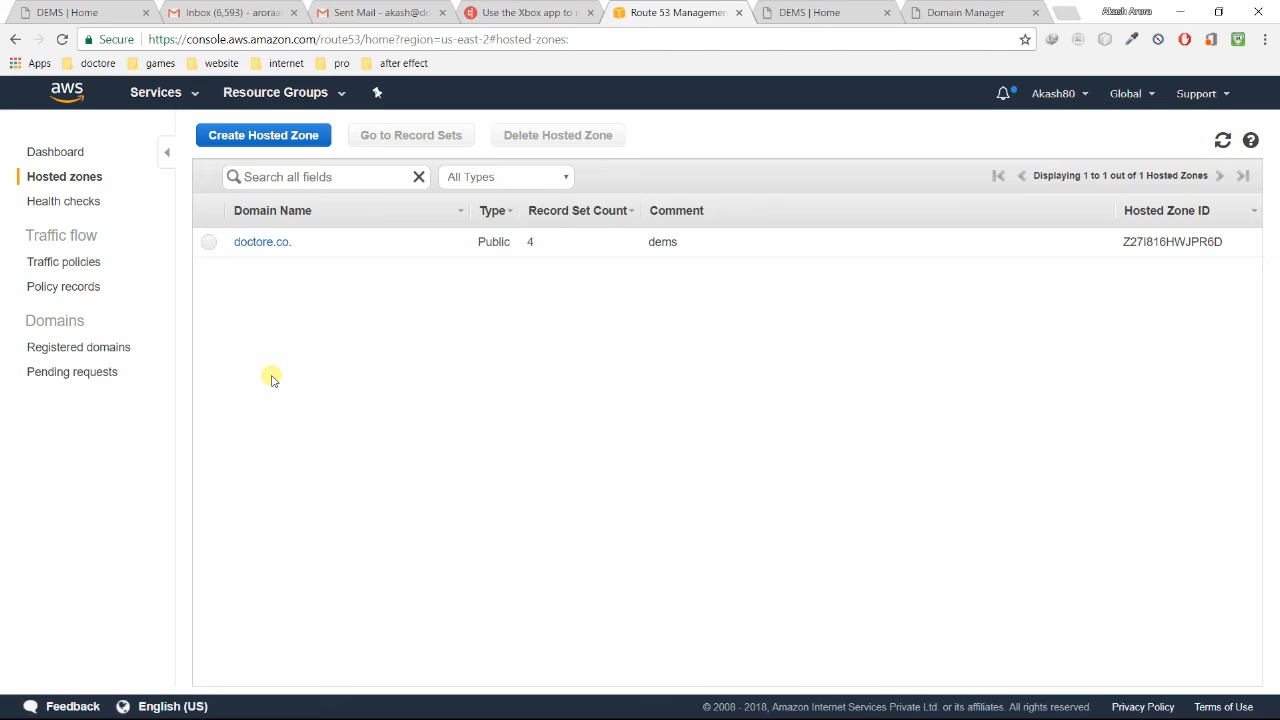 DEMS | Home
Inbox (6,593) - aroraa
Sent Mail - akash@d
Use the Xbox app to
Route 53 Managemen
DEMS | Home
Domain Manager
Akash Arora
Secure
https://console.aws.amazon.com/route53/home?region=us-east-2#hosted-zones:
Apps doctore games website internet pro after effect
aws Services Resource Groups Akash80 Global Support
Create Hosted Zone Go to Record Sets Delete Hosted Zone
Dashboard
Hosted zones
Health checks
Traffic flow
Traffic policies
Policy records
Domains
Registered domains
Pending requests
Search all fields All Types Displaying 1 to 1 out of 1 Hosted Zones
Domain Name Type Record Set Count Comment Hosted Zone ID
doctore.co. Public 4 dems Z27I816HWJPR6D
Feedback English (US) © 2008 - 2018, Amazon Internet Services Private Ltd. or its affiliates. All rights reserved. Privacy Policy Terms of Use